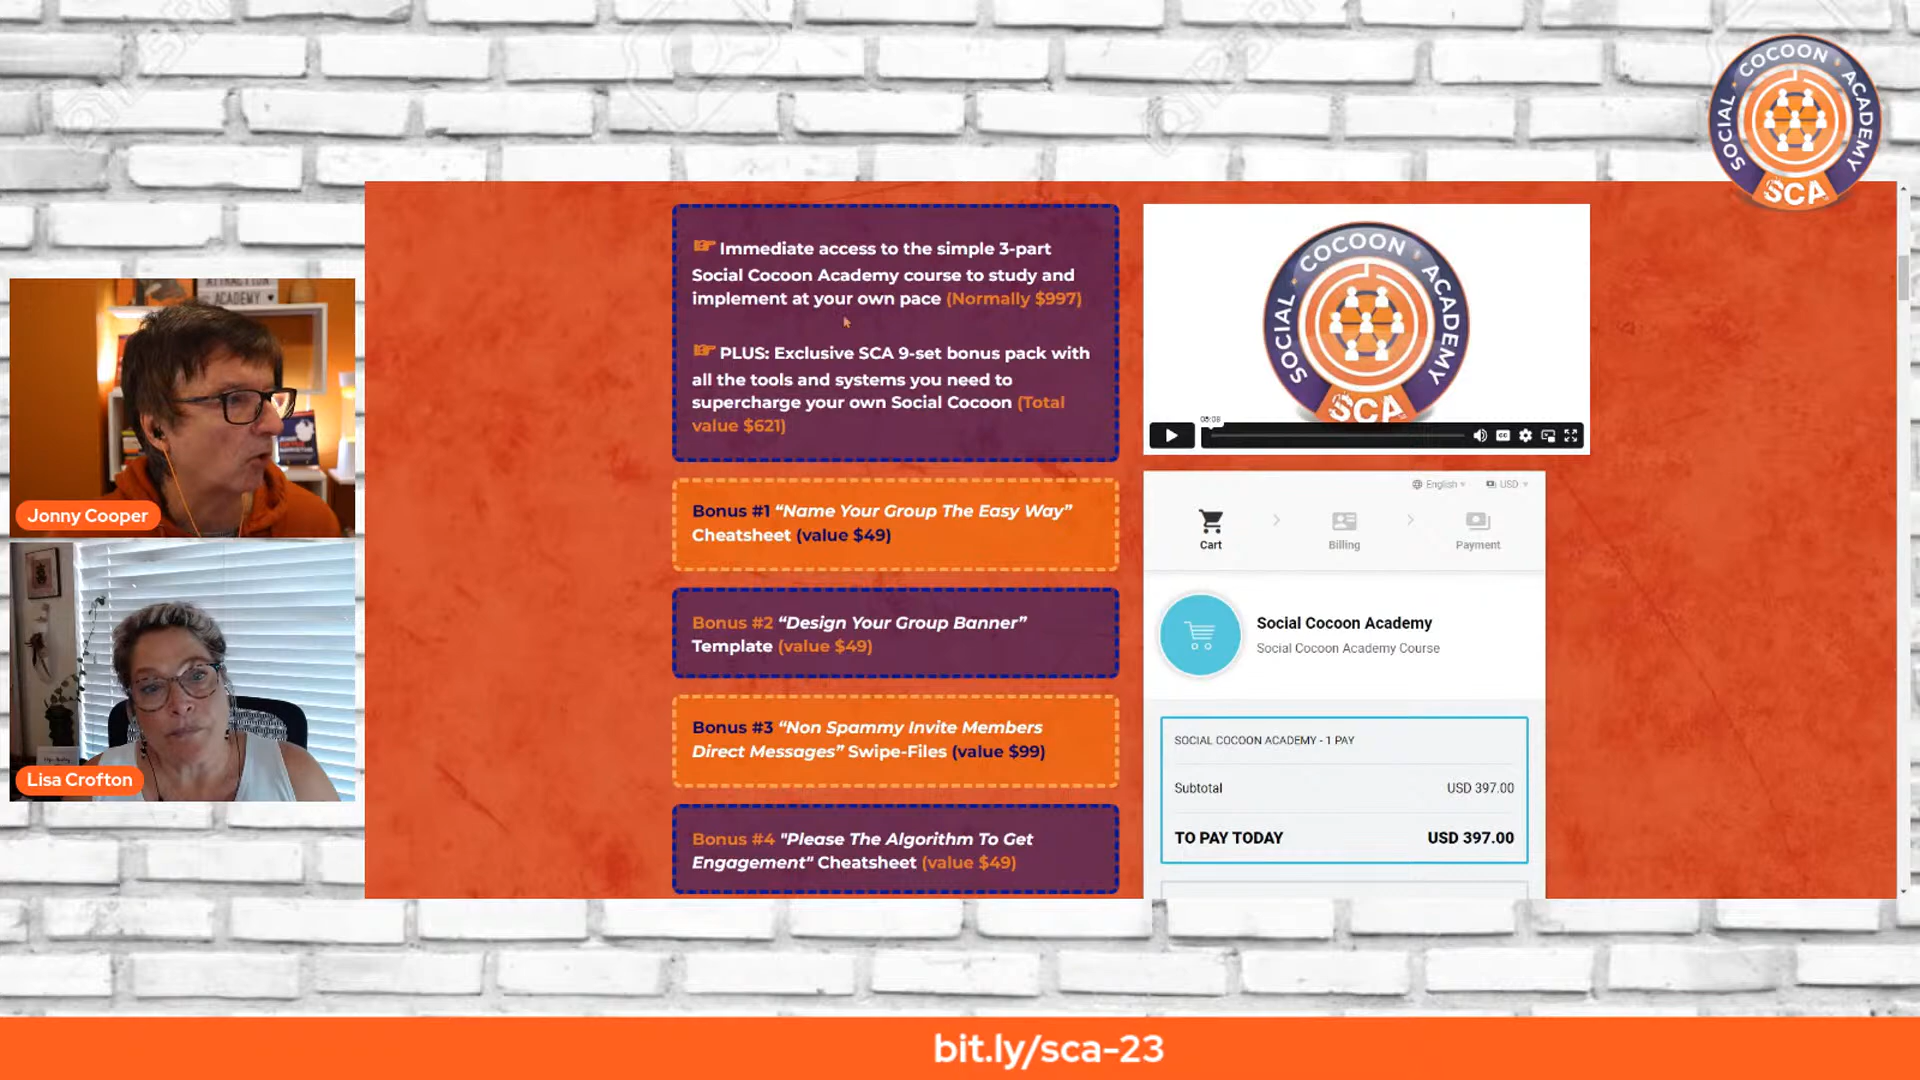 SOCIAL · COCOON · ACADEMY
SCA
Immediate access to the simple 3-part
Social Cocoon Academy course to study and
implement at your own pace (Normally $997)
PLUS: Exclusive SCA 9-set bonus pack with
all the tools and systems you need to
supercharge your own Social Cocoon (Total
value $621)
Bonus #1 “Name Your Group The Easy Way”
Cheatsheet (value $49)
Bonus #2 “Design Your Group Banner”
Template (value $49)
Bonus #3 “Non Spammy Invite Members
Direct Messages” Swipe-Files (value $99)
Bonus #4 "Please The Algorithm To Get
Engagement" Cheatsheet (value $49)
SOCIAL COCOON ACADEMY
SCA
CC
English USD
Cart Billing Payment
Social Cocoon Academy
Social Cocoon Academy Course
SOCIAL COCOON ACADEMY - 1 PAY
Subtotal USD 397.00
TO PAY TODAY USD 397.00
ACADEMY
Jonny Cooper
Lisa Crofton
bit.ly/sca-23